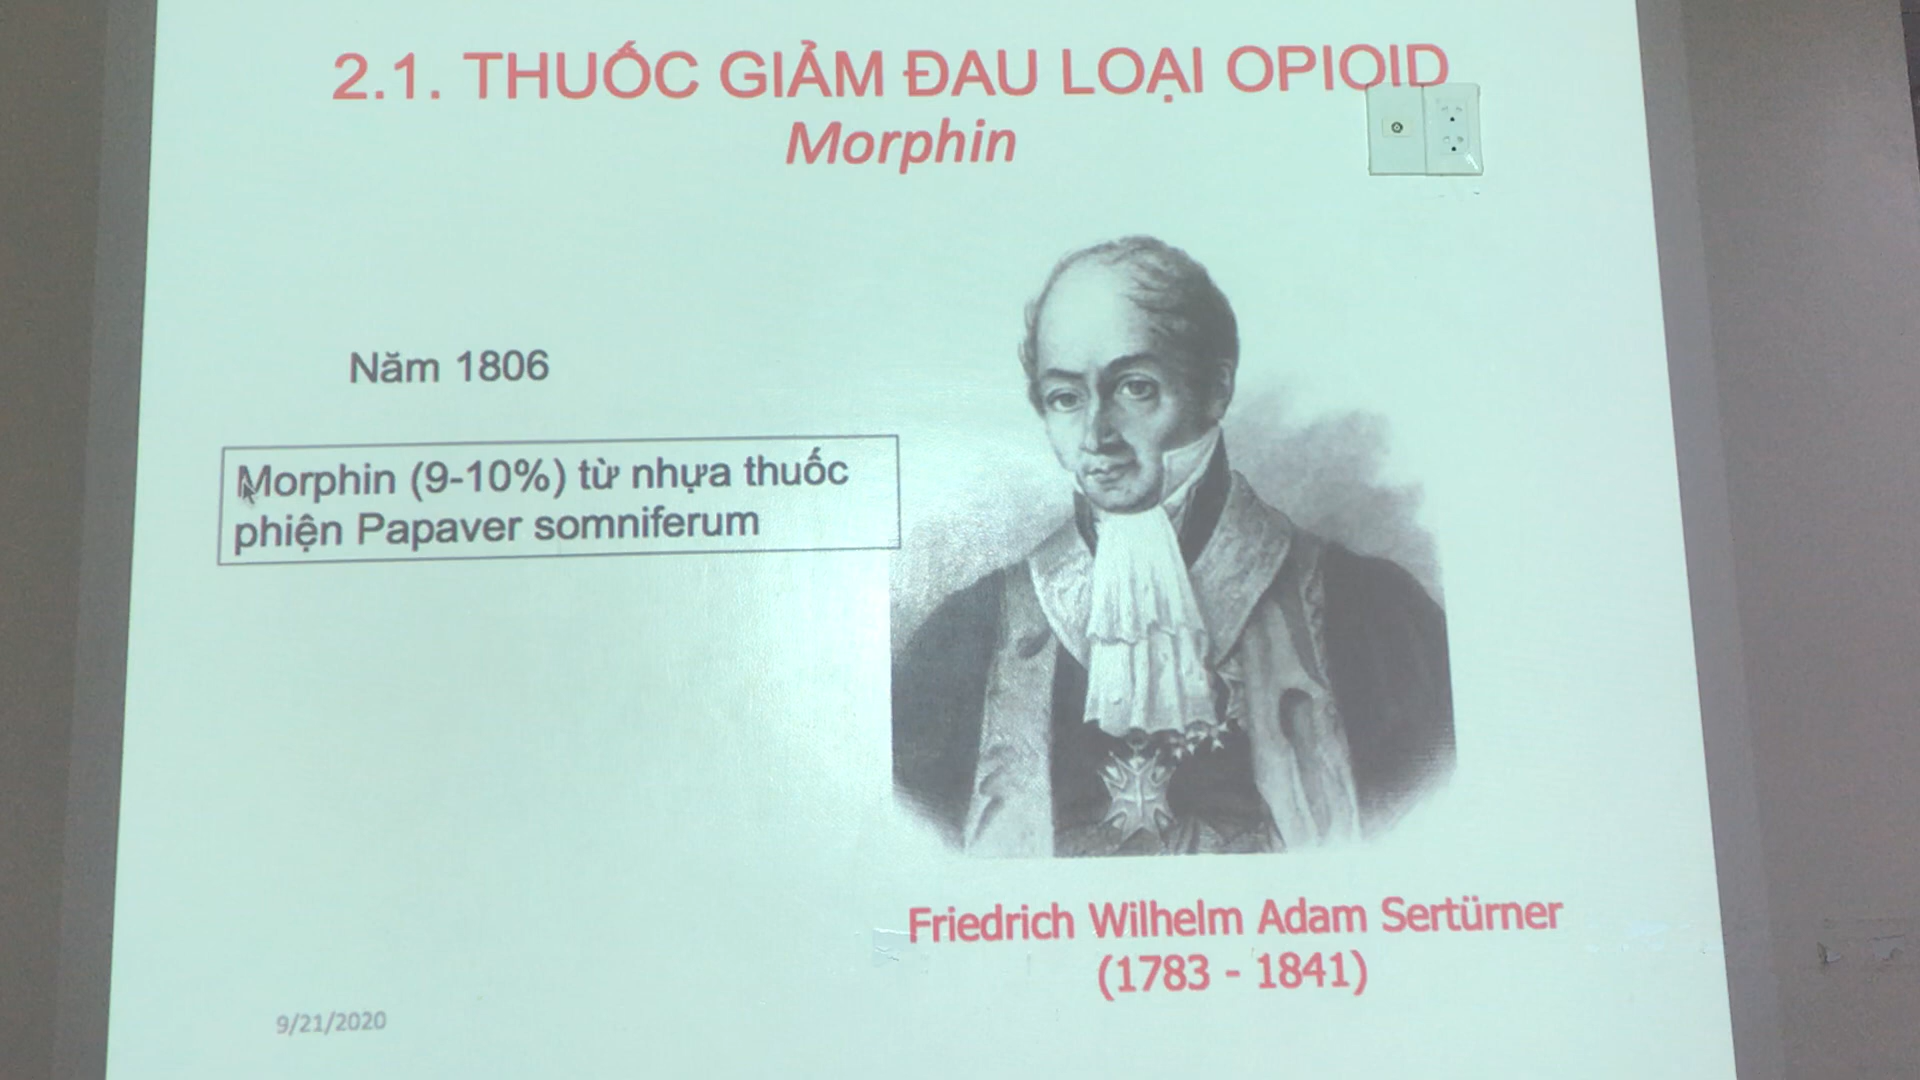 2.1. THUỐC GIẢM ĐAU LOẠI OPIOID
Morphin
Năm 1806
Morphin (9-10%) từ nhựa thuốc
phiện Papaver somniferum
Friedrich Wilhelm Adam Sertürner
(1783 - 1841)
9/21/2020